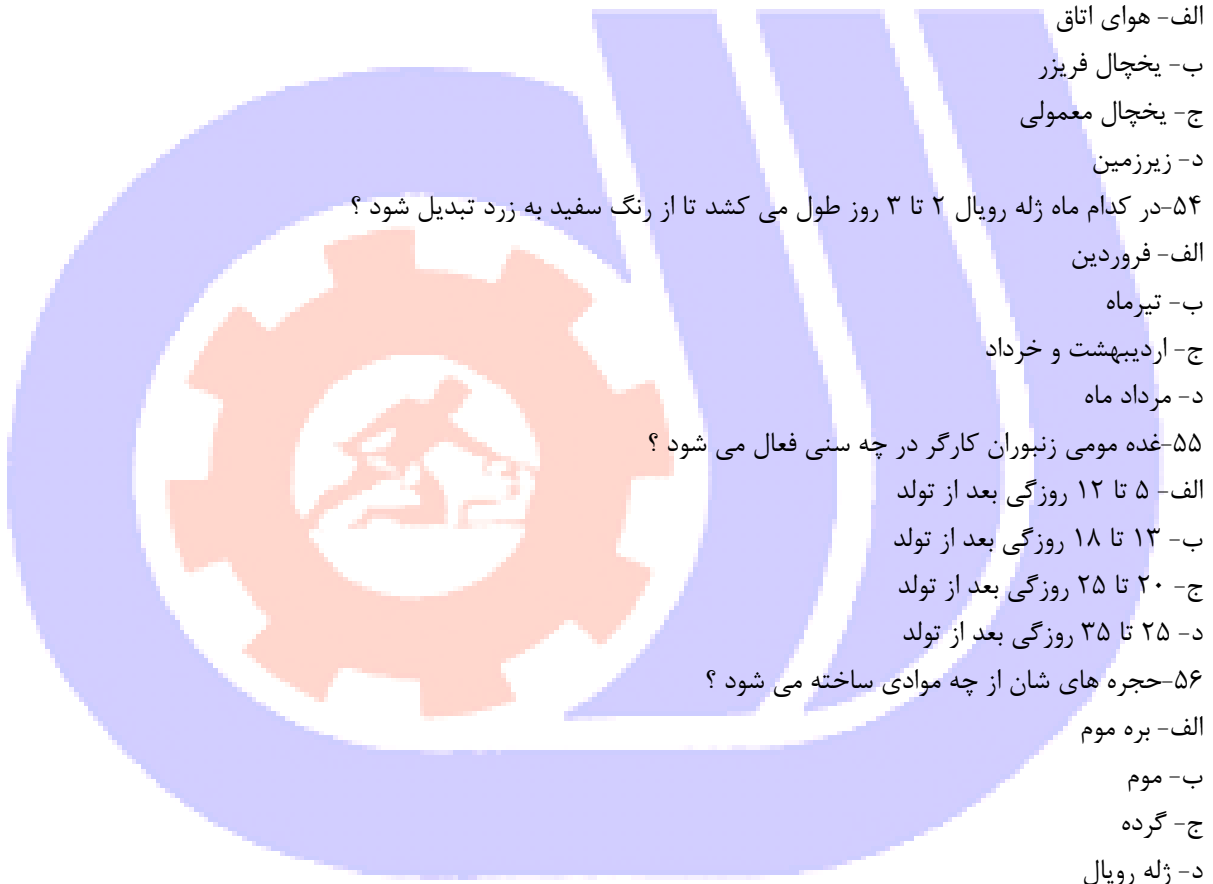 الف- هوای اتاق
ب- یخچال فریزر
ج- یخچال معمولی
د- زیرزمین
۵۴-در کدام ماه ژله رویال ۲ تا ۳ روز طول می کشد تا از رنگ سفید به زرد تبدیل شود ؟
الف- فروردین
ب- تیرماه
ج- اردیبهشت و خرداد
د- مرداد ماه
۵۵-غده مومی زنبوران کارگر در چه سنی فعال می شود ؟
الف- ۵ تا ۱۲ روزگی بعد از تولد
ب- ۱۳ تا ۱۸ روزگی بعد از تولد
ج- ۲۰ تا ۲۵ روزگی بعد از تولد
د- ۲۵ تا ۳۵ روزگی بعد از تولد
۵۶-حجره های شان از چه موادی ساخته می شود ؟
الف- بره موم
ب- موم
ج- گرده
د- ژله رویال